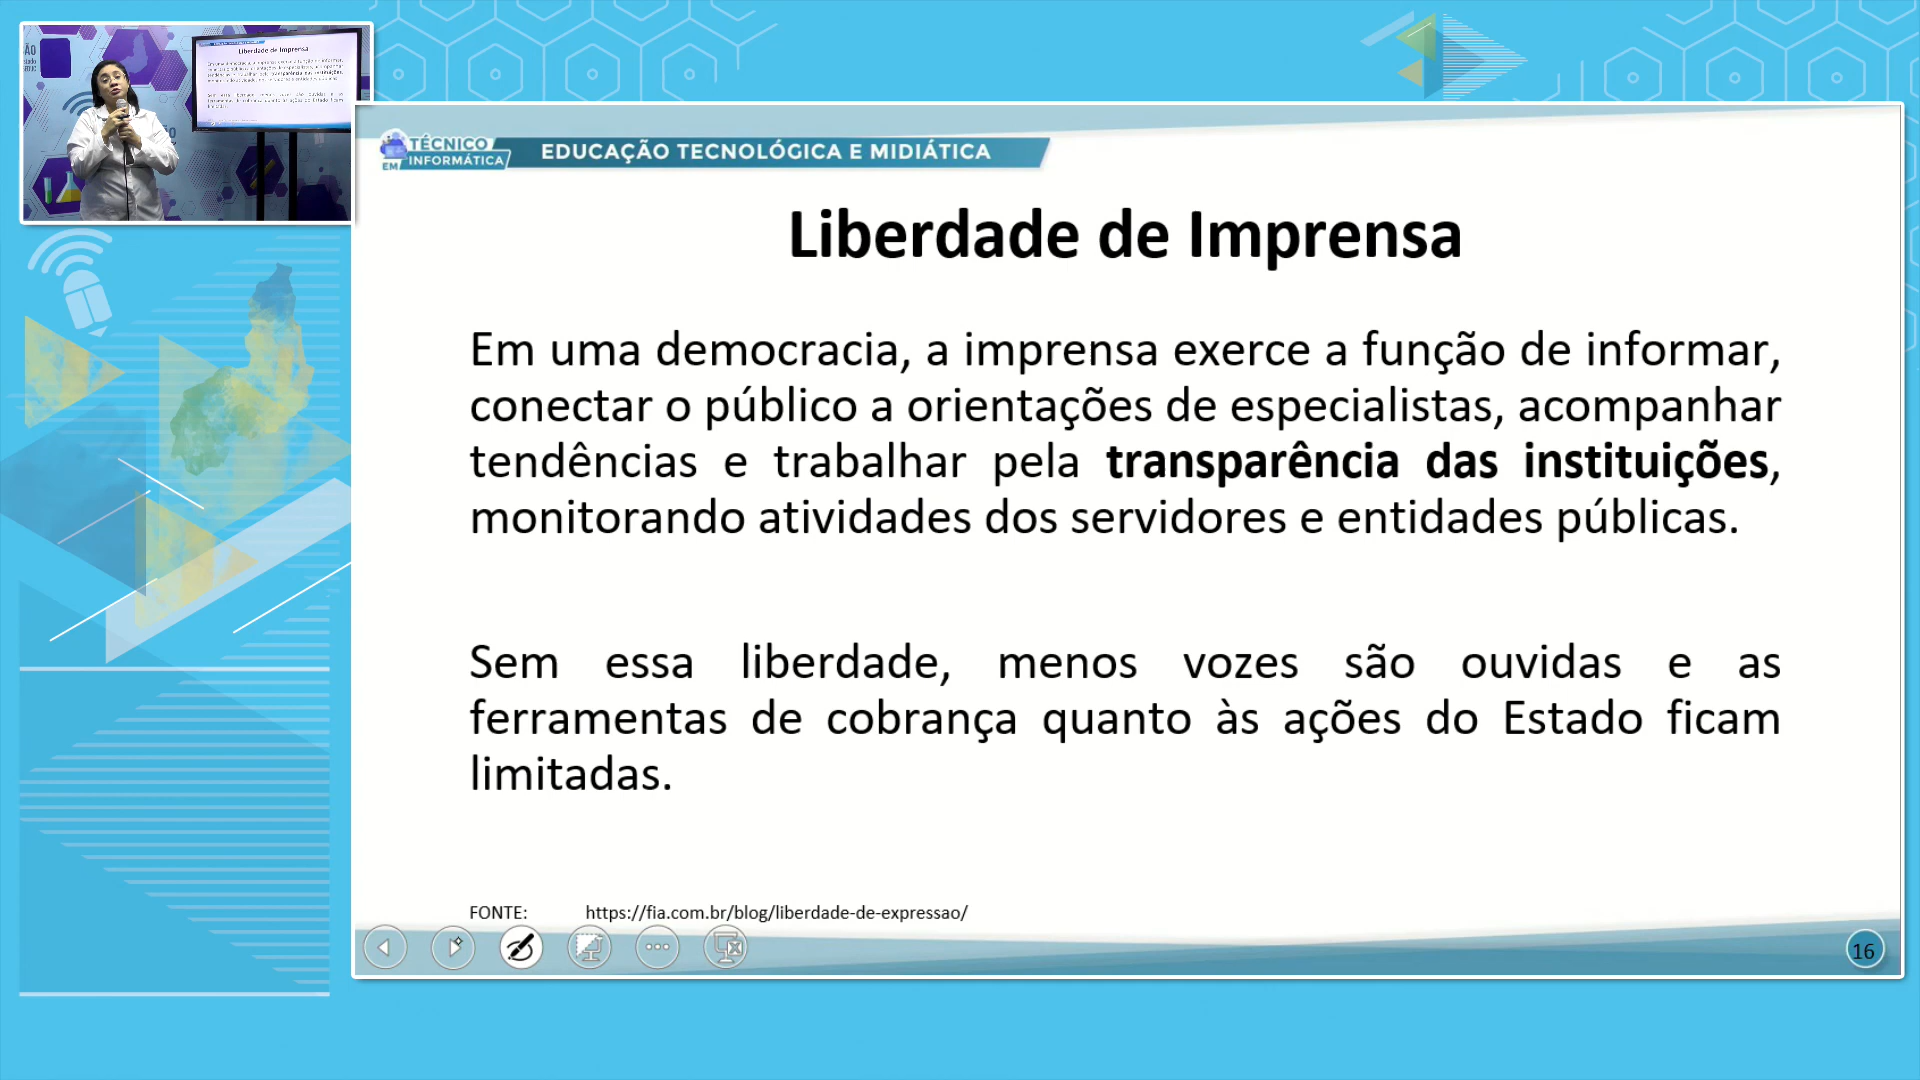 TÉCNICO
EM INFORMÁTICA
EDUCAÇÃO TECNOLÓGICA E MIDIÁTICA
Liberdade de Imprensa
Em uma democracia, a imprensa exerce a função de informar,
conectar o público a orientações de especialistas, acompanhar
tendências e trabalhar pela transparência das instituições,
monitorando atividades dos servidores e entidades públicas.
Sem essa liberdade, menos vozes são ouvidas e as
ferramentas de cobrança quanto às ações do Estado ficam
limitadas.
FONTE: https://fia.com.br/blog/liberdade-de-expressao/
16
Liberdade de Imprensa